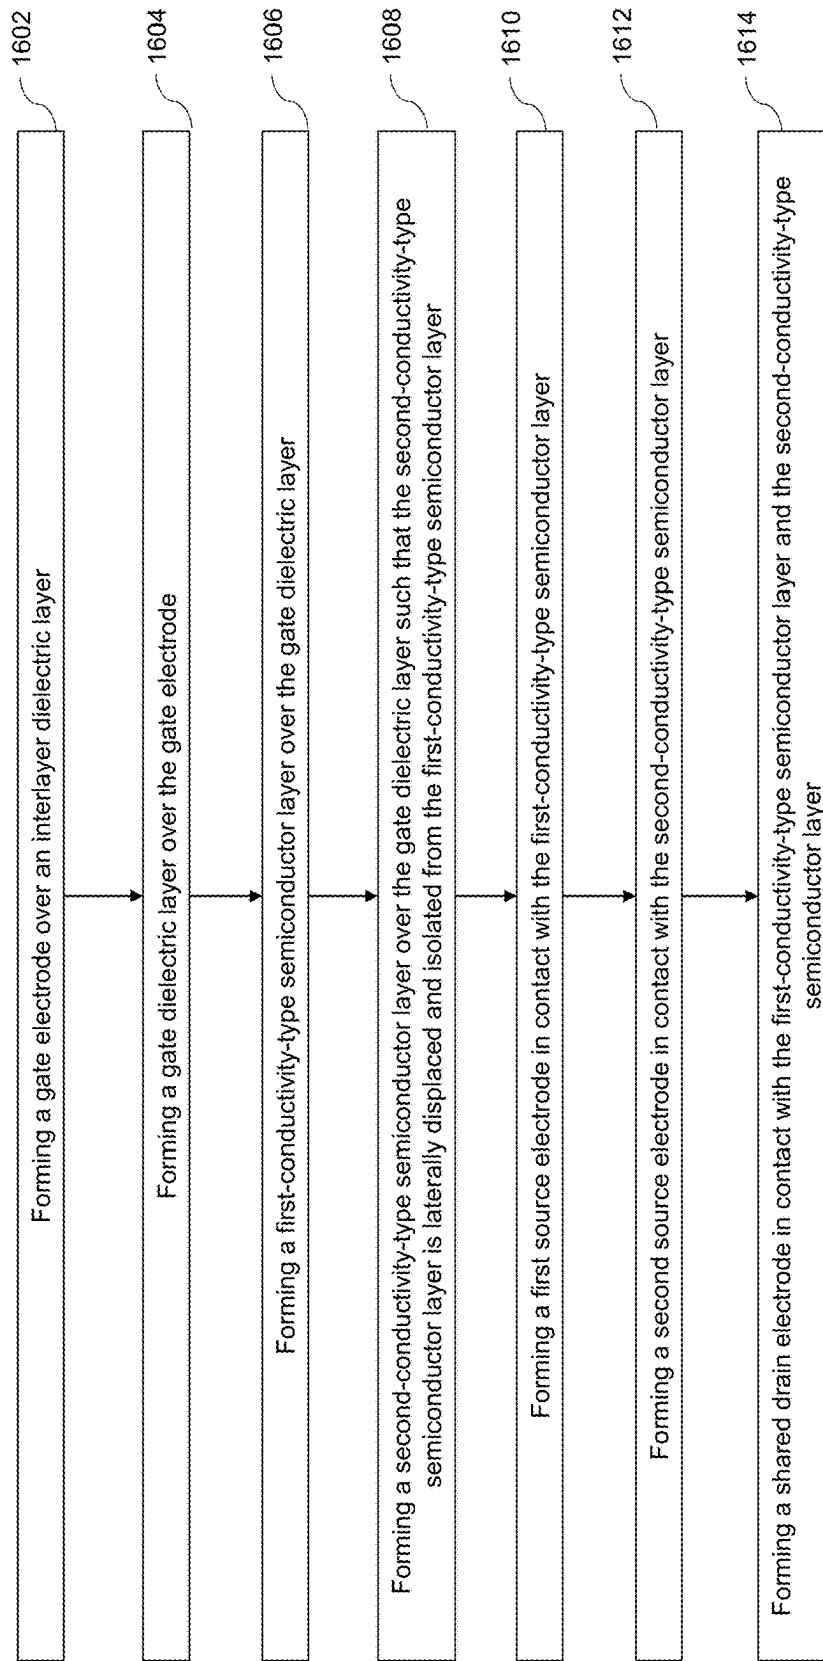 1602
Forming a gate electrode over an interlayer dielectric layer
1604
Forming a gate dielectric layer over the gate electrode
1606
Forming a first-conductivity-type semiconductor layer over the gate dielectric layer
1608
Forming a second-conductivity-type semiconductor layer over the gate dielectric layer such that the second-conductivity-type
semiconductor layer is laterally displaced and isolated from the first-conductivity-type semiconductor layer
1610
Forming a first source electrode in contact with the first-conductivity-type semiconductor layer
1612
Forming a second source electrode in contact with the second-conductivity-type semiconductor layer
1614
Forming a shared drain electrode in contact with the first-conductivity-type semiconductor layer and the second-conductivity-type
semiconductor layer